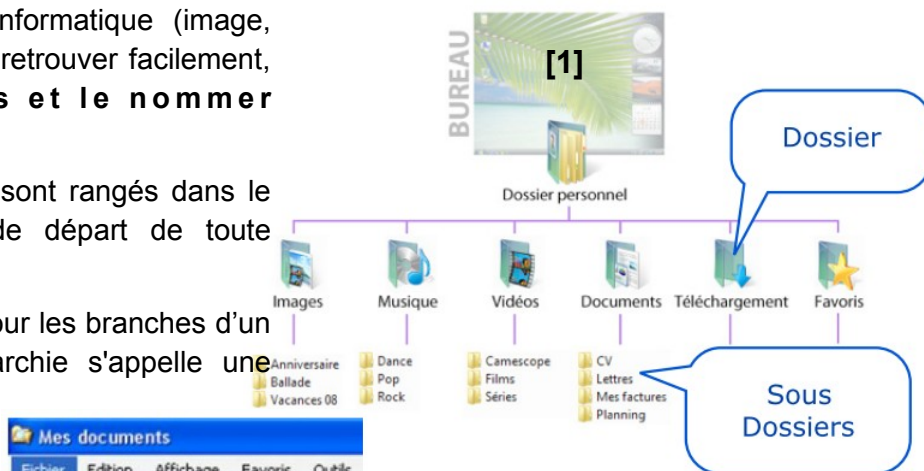 nformatique (image,
retrouver facilement,
s et le nommer
sont rangés dans le
de départ de toute
our les branches d'un
archie s'appelle une
BUREAU
[1]
Dossier
Dossier personnel
Images Musique Vidéos Documents Téléchargement Favoris
Anniversaire
Ballade
Vacances 08
Dance
Pop
Rock
Camescope
Films
Séries
CV
Lettres
Mes factures
Planning
Sous
Dossiers
Mes documents
Fichier Edition Affichage Favoris Outils